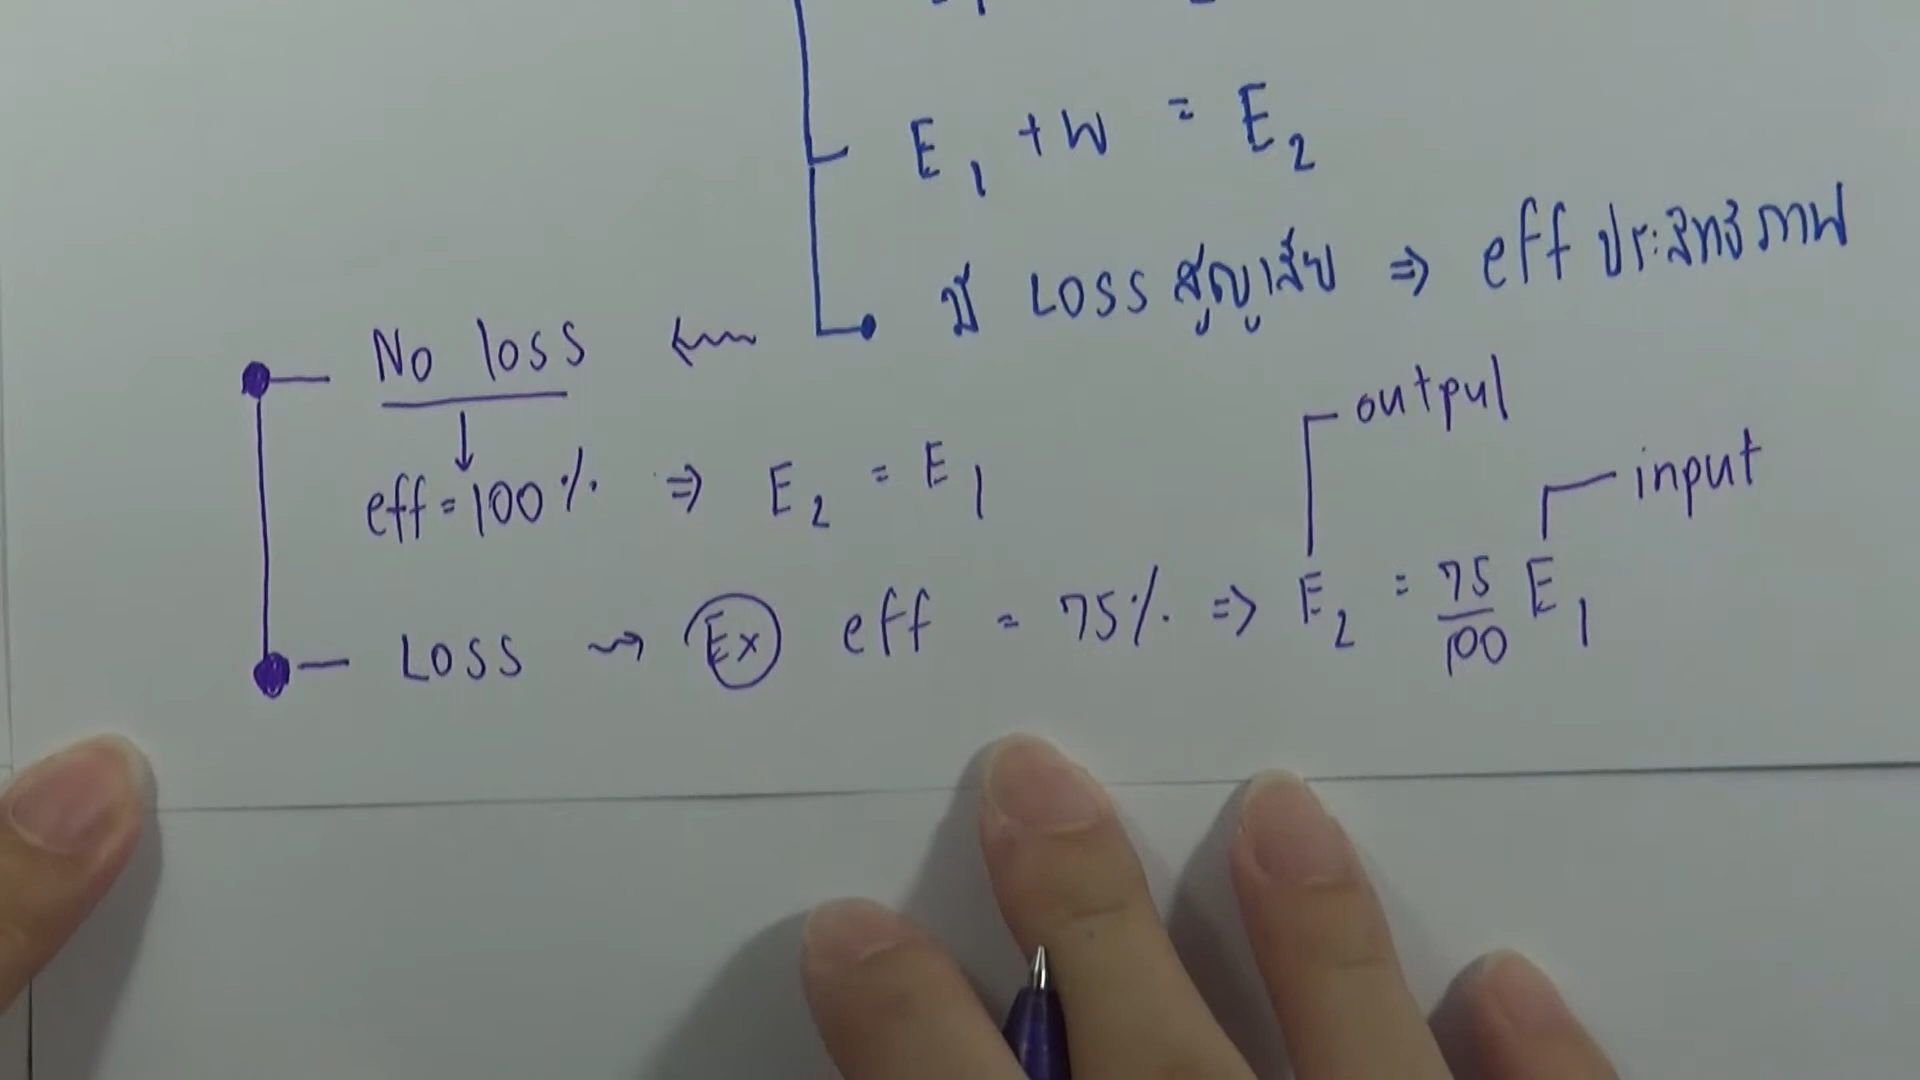 E1 + W = E2
มี LOSS สูญเสีย ⇒ eff ประสิทธิภาพ
No loss
eff = 100% ⇒ E2 = E1
output
input
LOSS → Ex eff = 75% ⇒ E2 = 75/100 E1